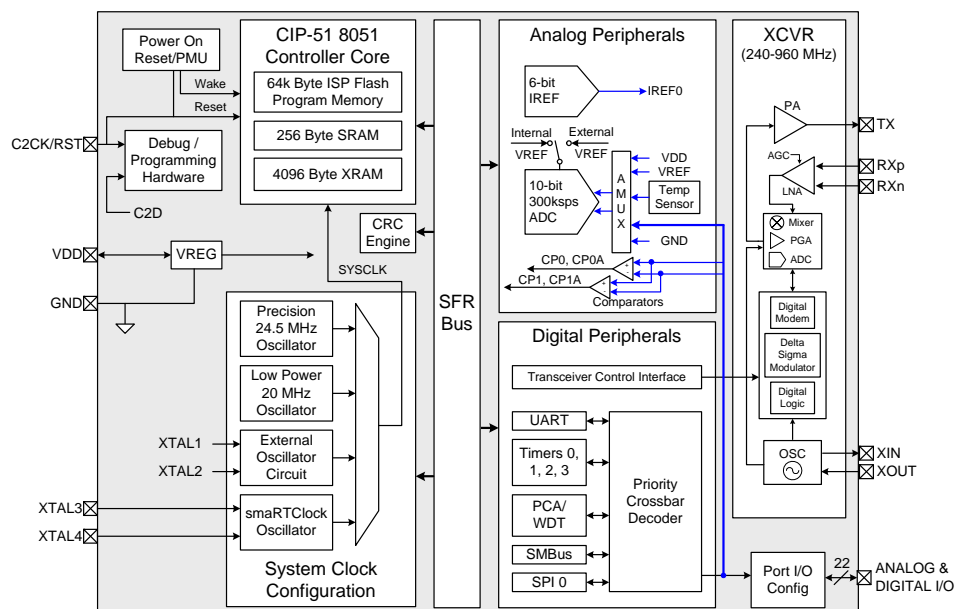 Power On
Reset/PMU
Wake
Reset
C2CK/RST
Debug /
Programming
Hardware
C2D
VDD
VREG
GND
CIP-51 8051
Controller Core
64k Byte ISP Flash
Program Memory
256 Byte SRAM
4096 Byte XRAM
CRC
Engine
SYSCLK
Precision
24.5 MHz
Oscillator
Low Power
20 MHz
Oscillator
XTAL1
XTAL2
External
Oscillator
Circuit
XTAL3
XTAL4
smaRTClock
Oscillator
System Clock
Configuration
SFR
Bus
Analog Peripherals
6-bit
IREF
IREF0
Internal
VREF
External
VREF
10-bit
300ksps
ADC
A
M
U
X
VDD
VREF
Temp
Sensor
GND
CP0, CP0A
+
-
CP1, CP1A
+
-
Comparators
Digital Peripherals
Transceiver Control Interface
UART
Timers 0,
1, 2, 3
PCA/
WDT
SMBus
SPI 0
Priority
Crossbar
Decoder
XCVR
(240-960 MHz)
PA
TX
AGC
LNA
RXp
RXn
Mixer
PGA
ADC
Digital
Modem
Delta
Sigma
Modulator
Digital
Logic
OSC
XIN
XOUT
Port I/O
Config
22
ANALOG &
DIGITAL I/O